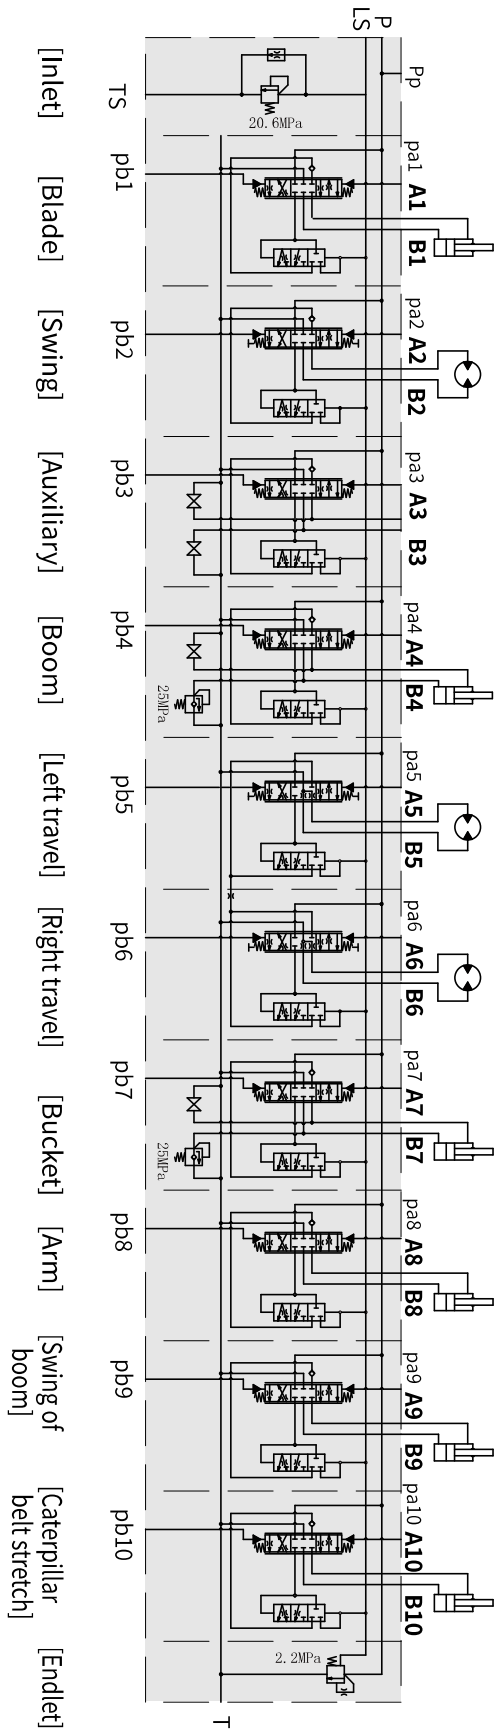 LS
P
Pp
[Inlet]
TS
20.6MPa
pa1
A1
B1
pb1
[Blade]
pa2
A2
B2
pb2
[Swing]
pa3
A3
B3
pb3
[Auxiliary]
pa4
A4
B4
pb4
[Boom]
25MPa
pa5
A5
B5
pb5
[Left travel]
pa6
A6
B6
pb6
[Right travel]
pa7
A7
B7
pb7
[Bucket]
25MPa
pa8
A8
B8
pb8
[Arm]
pa9
A9
B9
pb9
[Swing of
boom]
pa10
A10
B10
pb10
[Caterpillar
belt stretch]
2.2MPa
[Endlet]
T